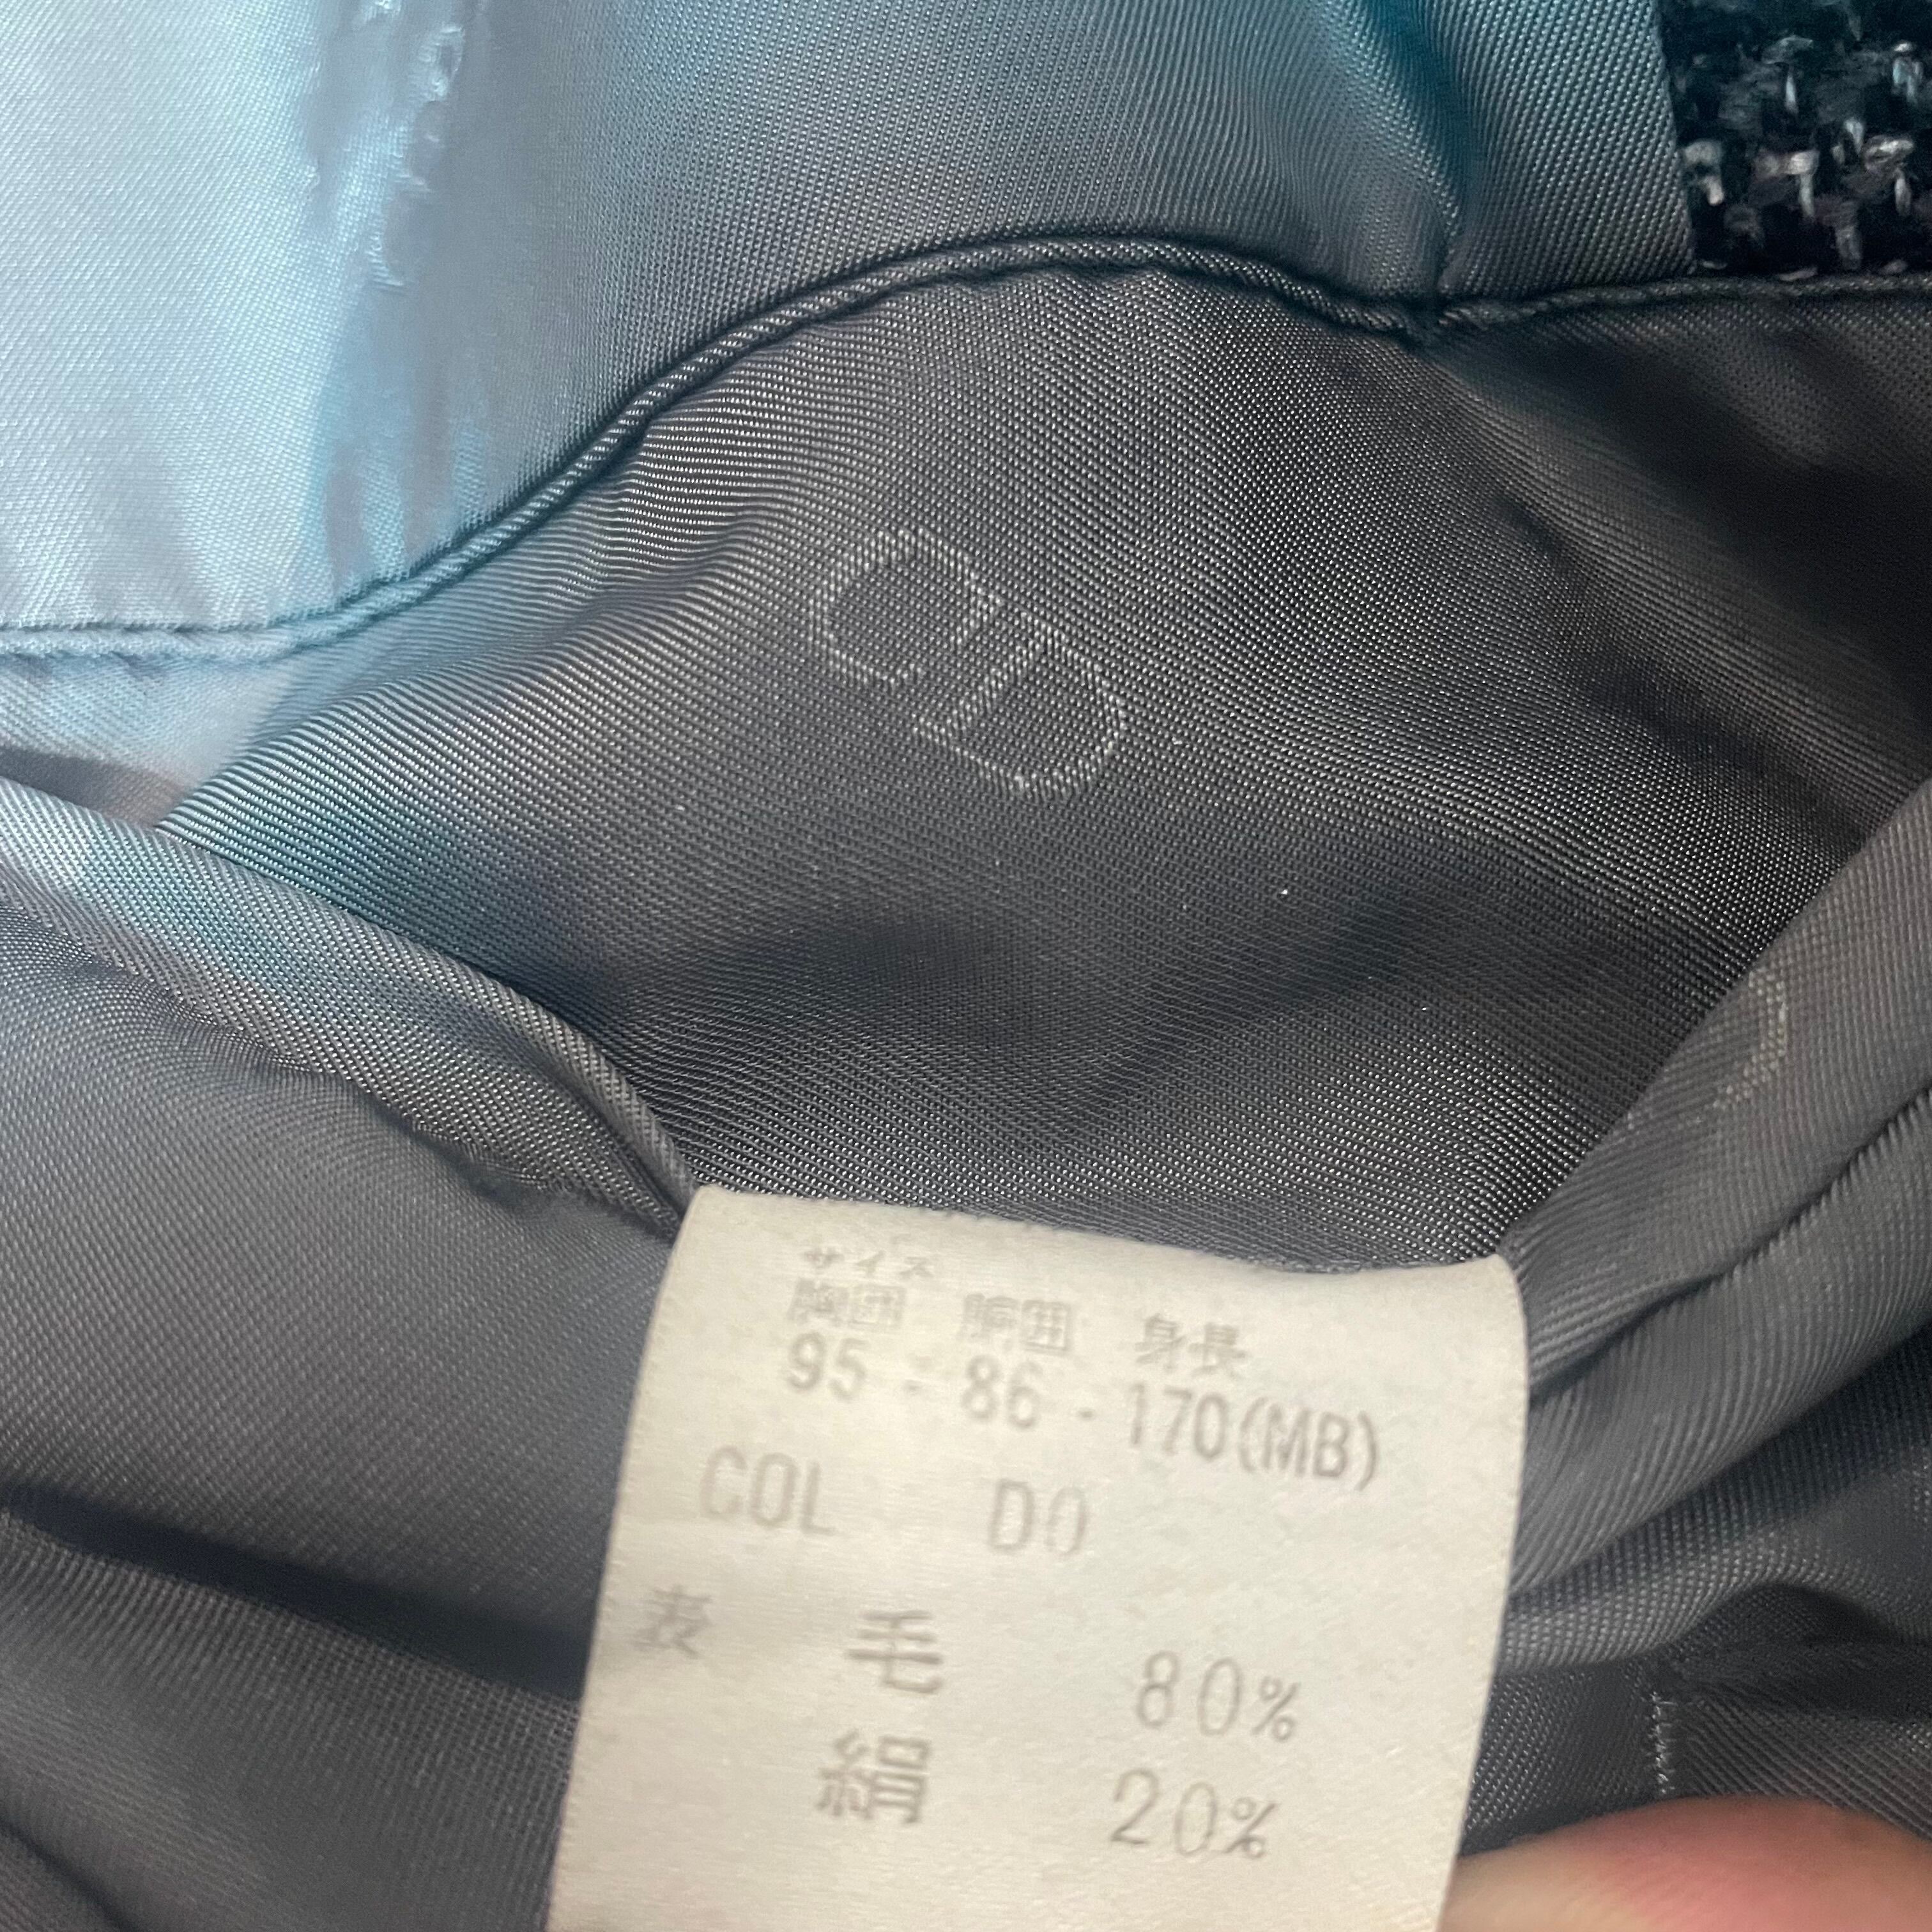 CD
サイズ
胸囲 胴囲 身長
95 - 86 - 170(MB)
COL D0
表 毛 80%
絹 20%